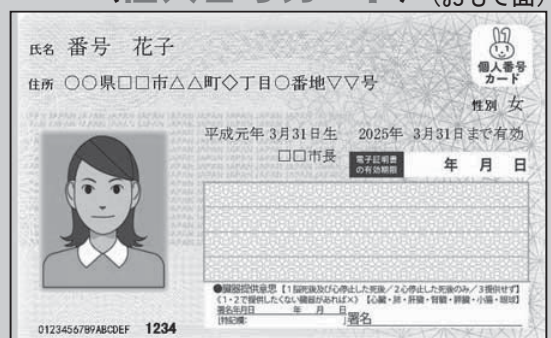 (おもて面)
氏名 番号 花子
個人番号
カード
住所 ○○県□□市△△町◇丁目○番地▽▽号
性別 女
平成元年 3月31日生 2025年 3月31日まで有効
□□市長 電子証明書の有効期限 年 月 日
●臓器提供意思【1脳死後及び心停止した死後/2心停止した死後のみ/3提供せず】
《1・2で提供したくない臓器があれば×》【心臓・肺・肝臓・腎臓・膵臓・小腸・眼球】
署名年月日 年 月 日
[特記欄: ] 署名
0123456789ABCDEF 1234